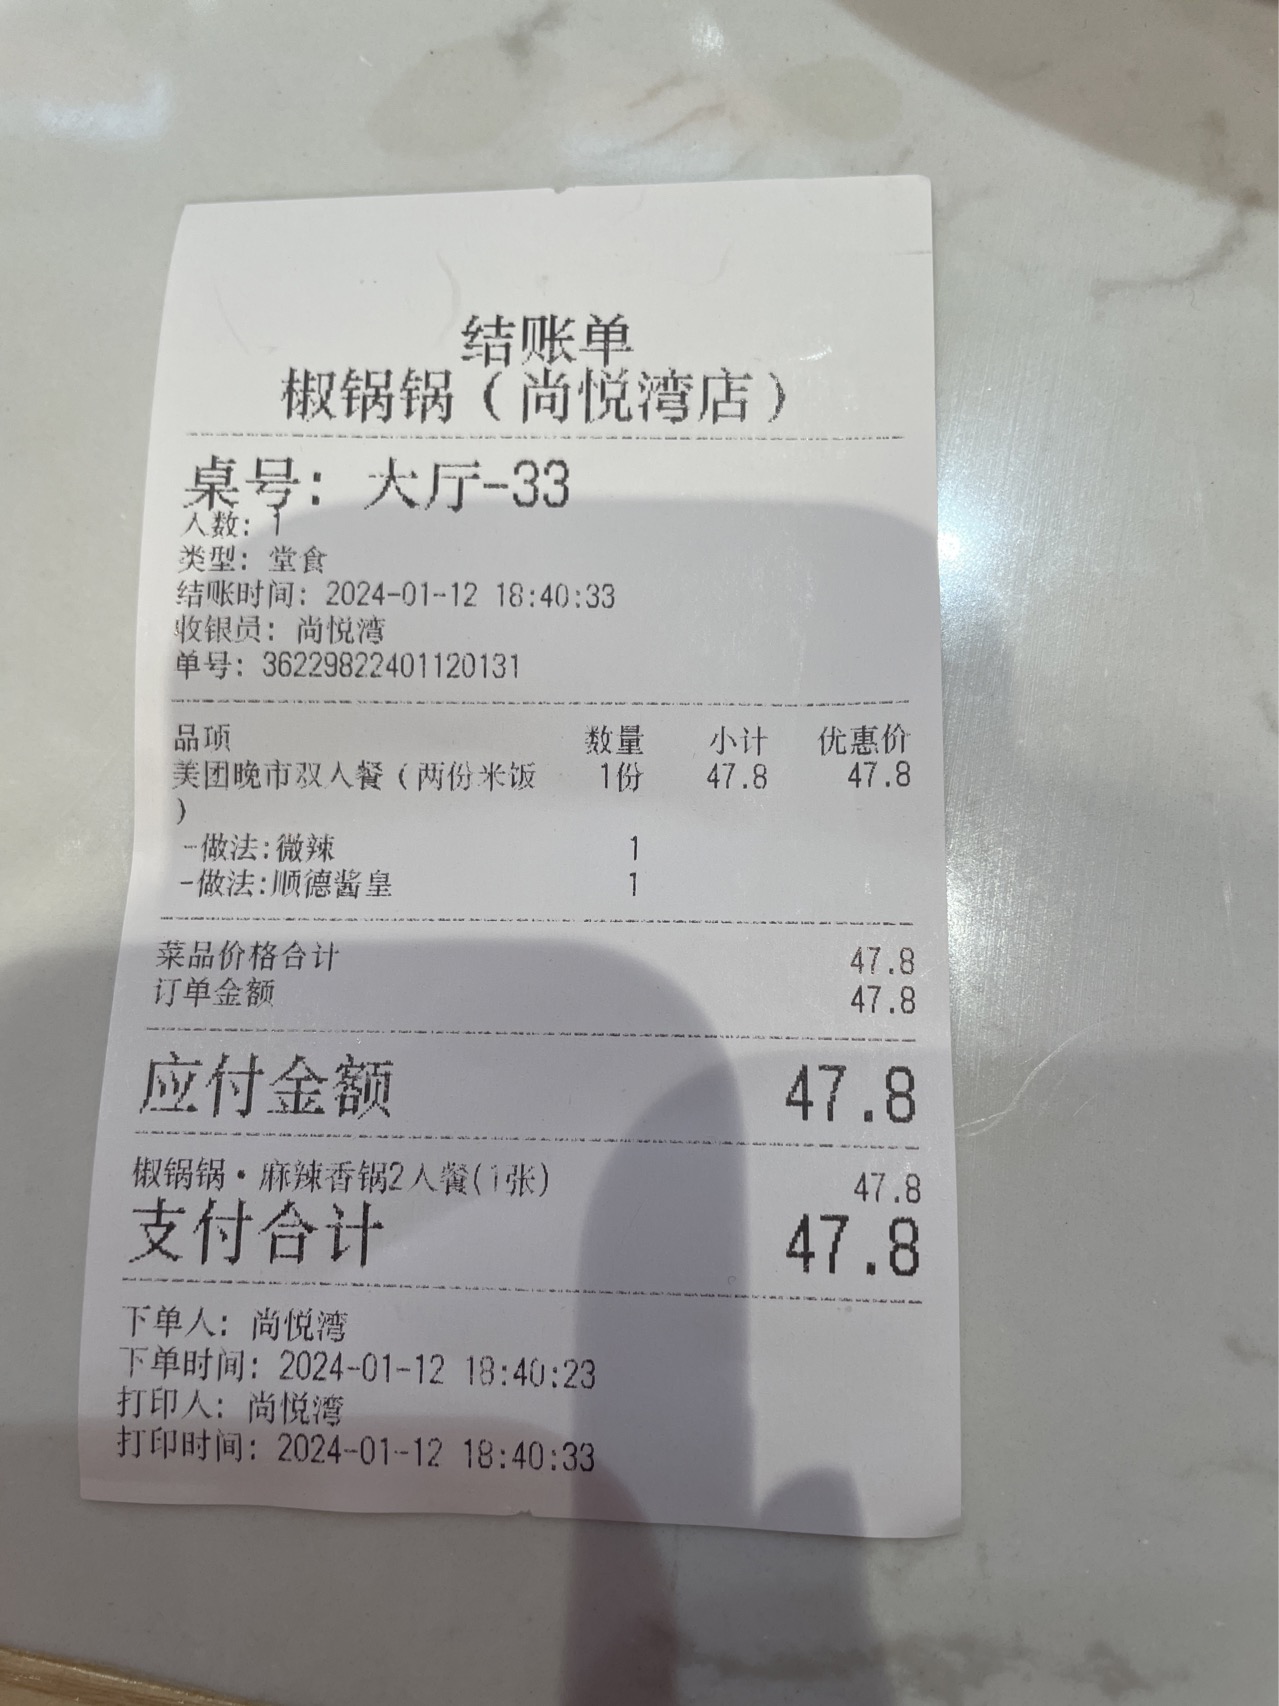 结账单
椒锅锅（尚悦湾店）
桌号：大厅-33
人数：1
类型：堂食
结账时间：2024-01-12 18:40:33
收银员：尚悦湾
单号：36229822401120131
品项 数量 小计 优惠价
美团晚市双人餐（两份米饭 1份 47.8 47.8
）
-做法:微辣 1
-做法:顺德酱皇 1
菜品价格合计 47.8
订单金额 47.8
应付金额 47.8
椒锅锅·麻辣香锅2人餐(1张) 47.8
支付合计 47.8
下单人：尚悦湾
下单时间：2024-01-12 18:40:23
打印人：尚悦湾
打印时间：2024-01-12 18:40:33